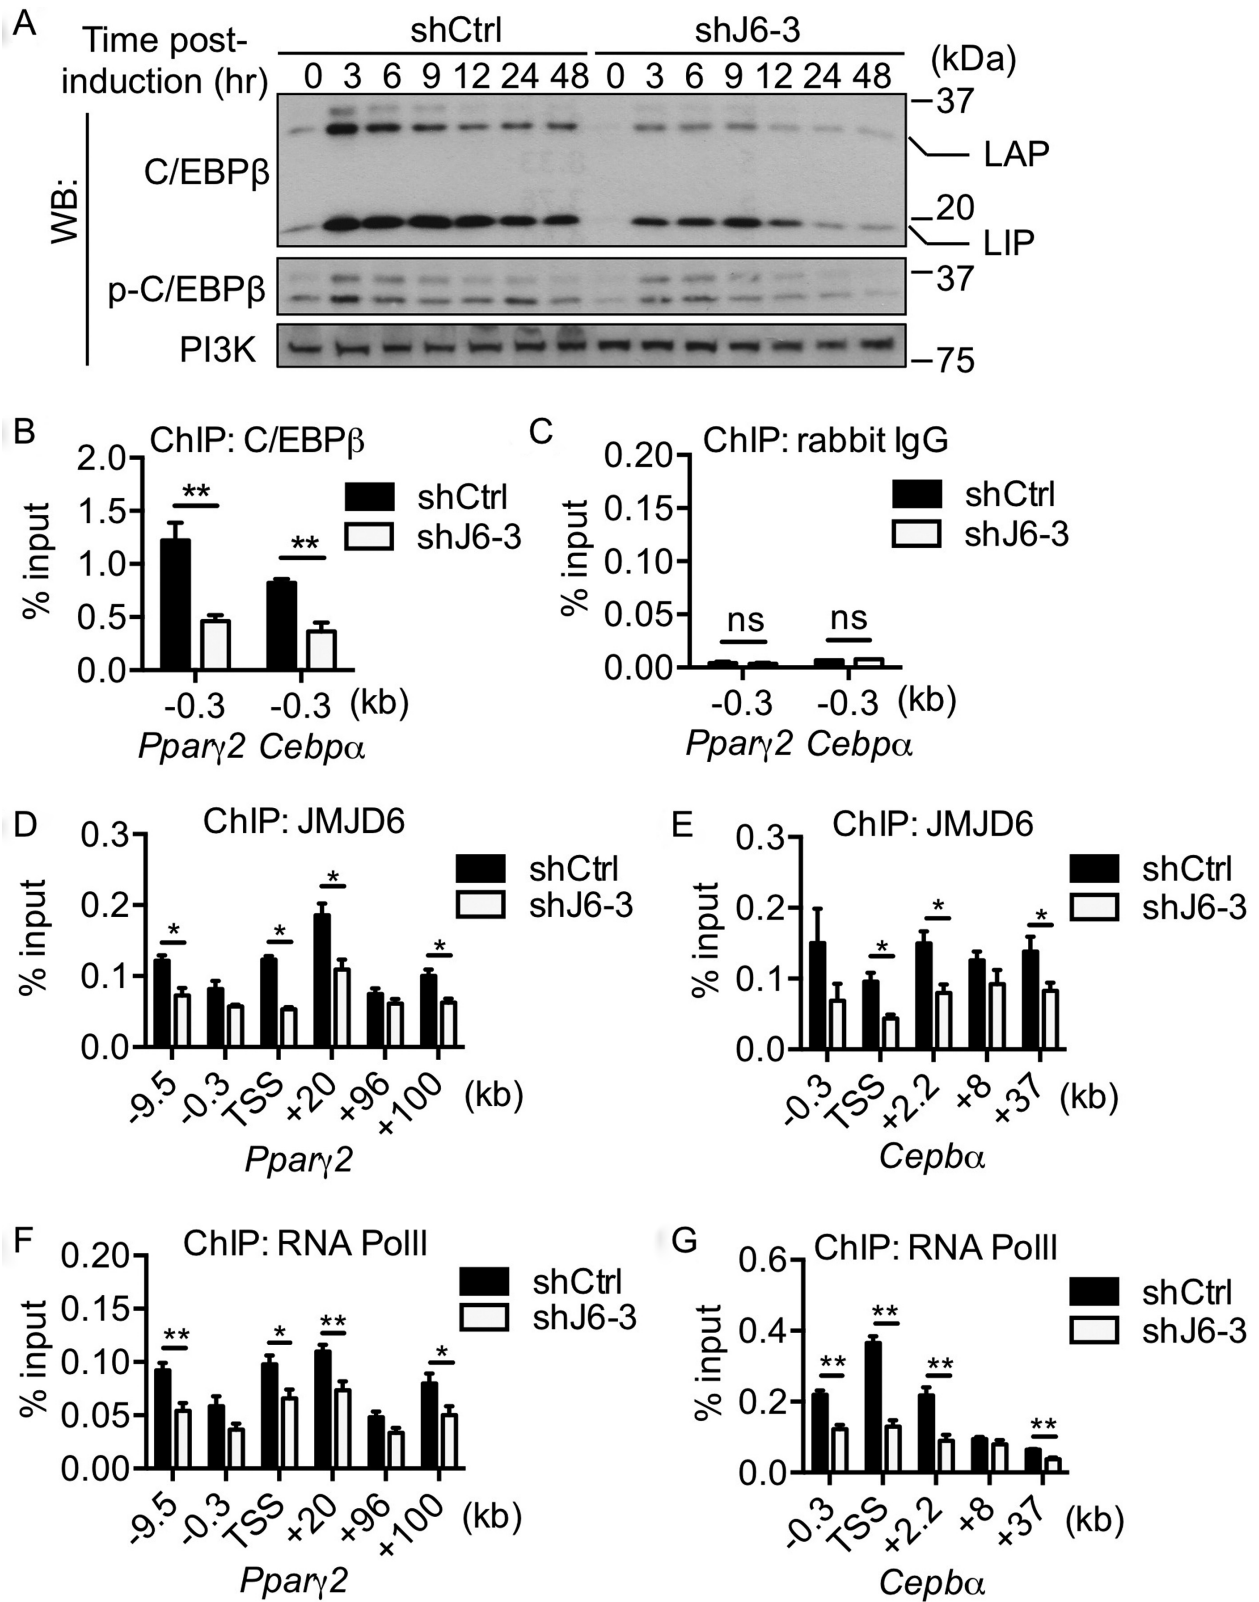 A
Time post-
induction (hr)
shCtrl
shJ6-3
(kDa)
0 3 6 9 12 24 48 0 3 6 9 12 24 48
WB:
C/EBPβ
37
LAP
20
LIP
p-C/EBPβ
37
PI3K
75
B
ChIP: C/EBPβ
% input
2.0
1.5
1.0
0.5
0.0
**
**
shCtrl
shJ6-3
-0.3 -0.3 (kb)
Pparγ2 Cebpα
C
ChIP: rabbit IgG
% input
0.20
0.15
0.10
0.05
0.00
ns
ns
shCtrl
shJ6-3
-0.3 -0.3 (kb)
Pparγ2 Cebpα
D
ChIP: JMJD6
% input
0.3
0.2
0.1
0.0
*
*
*
*
shCtrl
shJ6-3
-9.5 -0.3 TSS +20 +96 +100 (kb)
Pparγ2
E
ChIP: JMJD6
% input
0.3
0.2
0.1
0.0
*
*
*
shCtrl
shJ6-3
-0.3 TSS +2.2 +8 +37 (kb)
Cepbα
F
ChIP: RNA PolII
% input
0.20
0.15
0.10
0.05
0.00
**
*
**
*
shCtrl
shJ6-3
-9.5 -0.3 TSS +20 +96 +100 (kb)
Pparγ2
G
ChIP: RNA PolII
% input
0.6
0.4
0.2
0.0
**
**
**
**
shCtrl
shJ6-3
-0.3 TSS +2.2 +8 +37 (kb)
Cepbα